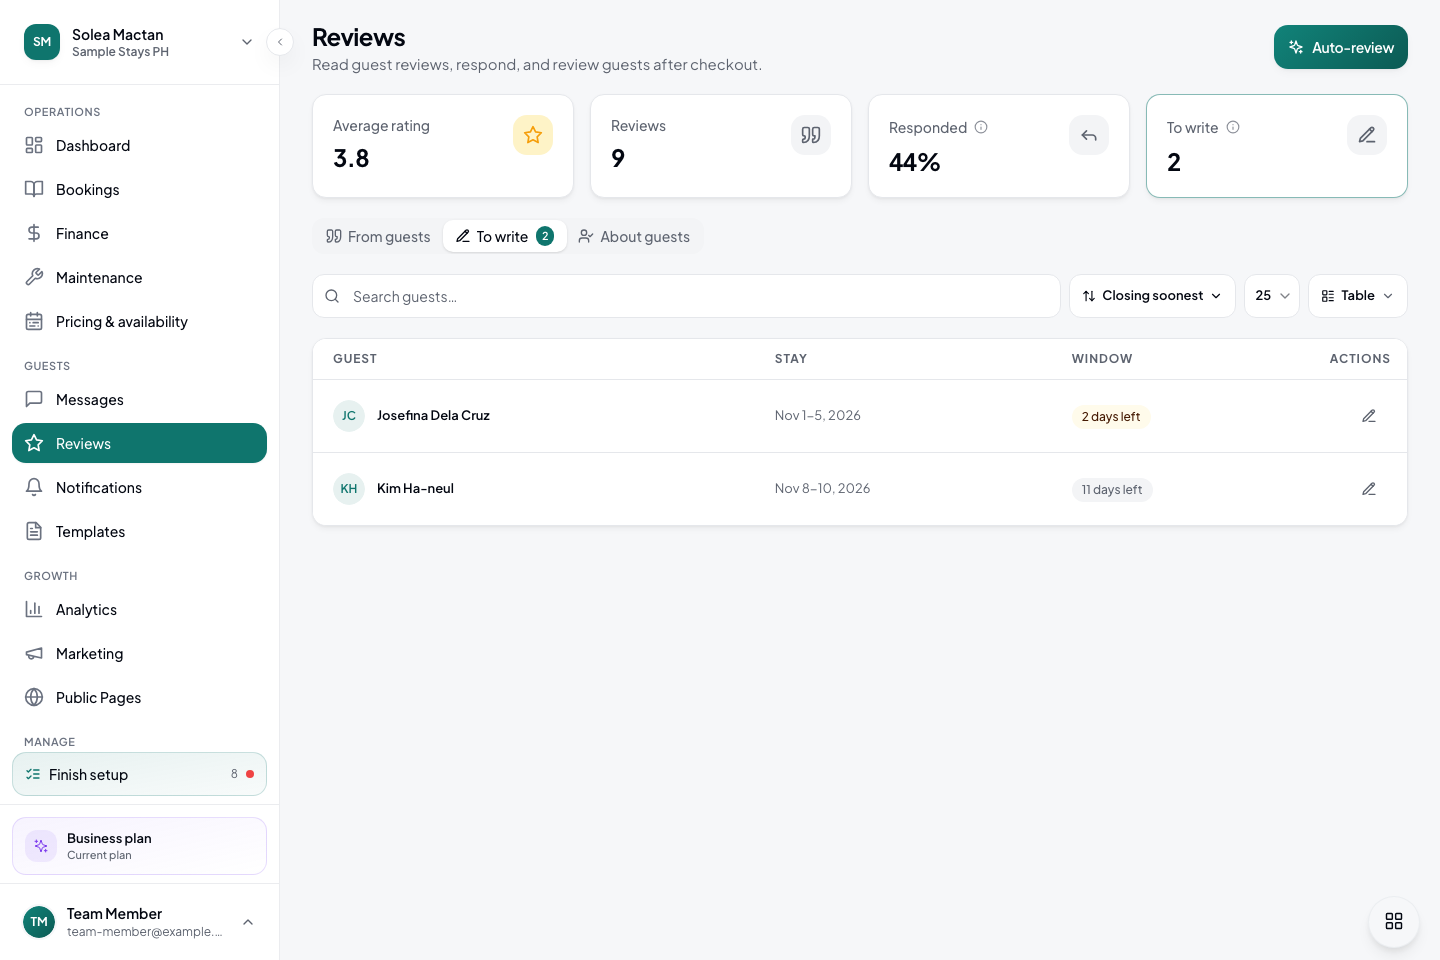 SM
Solea Mactan
Sample Stays PH
OPERATIONS
Dashboard
Bookings
Finance
Maintenance
Pricing & availability
GUESTS
Messages
Reviews
Notifications
Templates
GROWTH
Analytics
Marketing
Public Pages
MANAGE
Finish setup 8
Business plan
Current plan
TM
Team Member
team-member@example....
Reviews
Read guest reviews, respond, and review guests after checkout.
Auto-review
Average rating
3.8
Reviews
9
Responded
44%
To write
2
From guests To write 2 About guests
Search guests...
Closing soonest 25 Table
GUEST STAY WINDOW ACTIONS
JC Josefina Dela Cruz Nov 1–5, 2026 2 days left
KH Kim Ha-neul Nov 8–10, 2026 11 days left